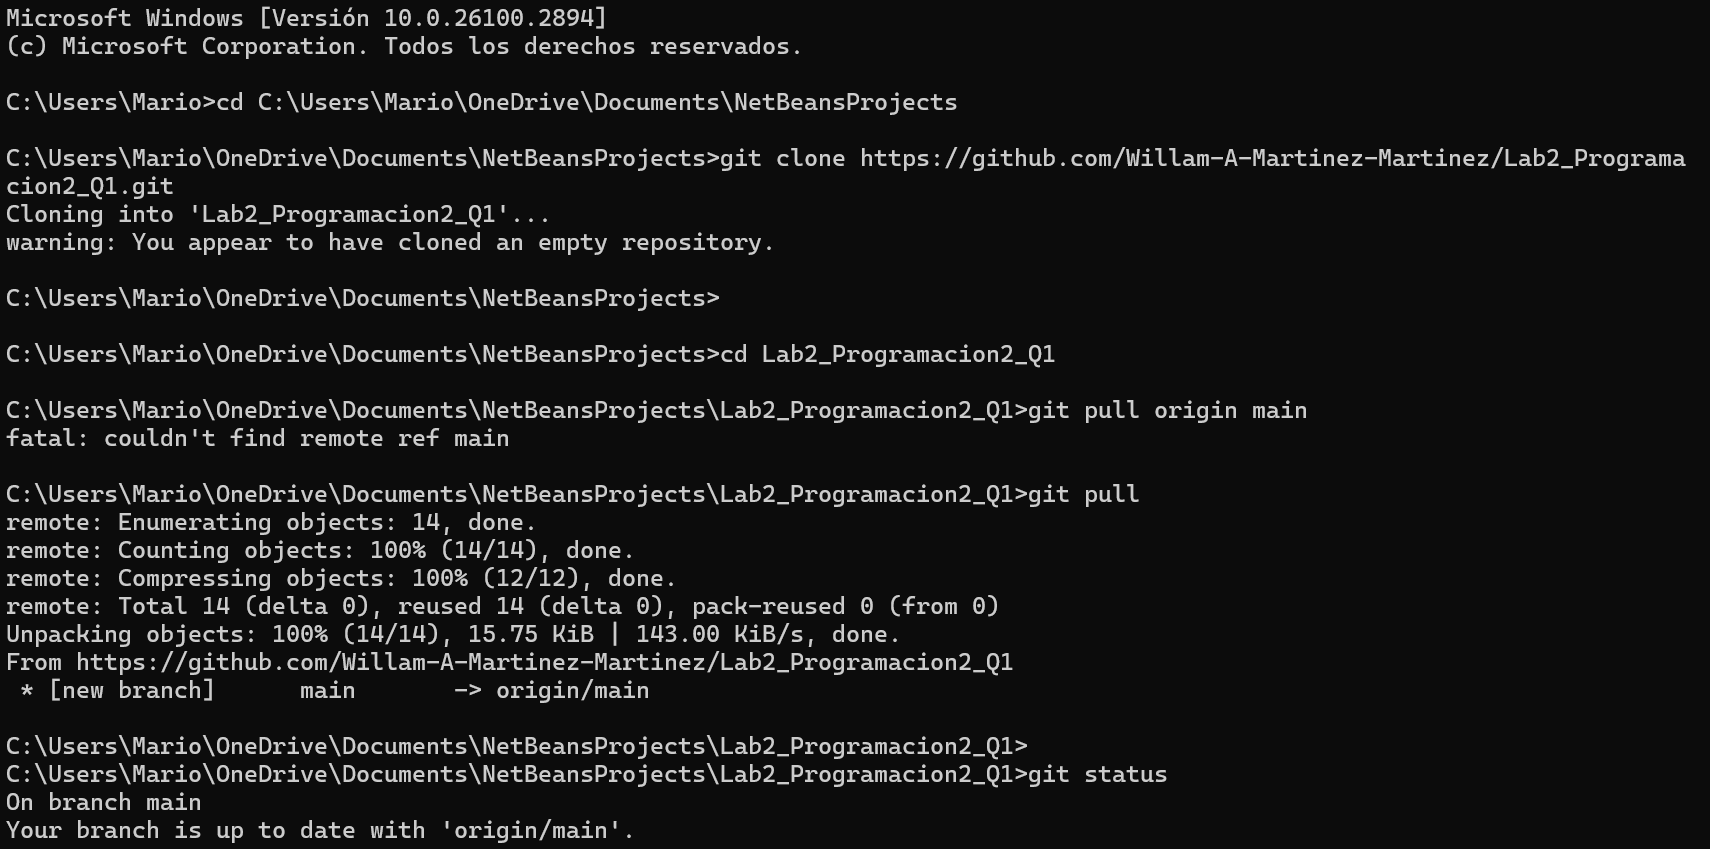 Microsoft Windows [Versión 10.0.26100.2894]
(c) Microsoft Corporation. Todos los derechos reservados.
C:\Users\Mario>cd C:\Users\Mario\OneDrive\Documents\NetBeansProjects
C:\Users\Mario\OneDrive\Documents\NetBeansProjects>git clone https://github.com/Willam-A-Martinez-Martinez/Lab2_Programa
cion2_Q1.git
Cloning into 'Lab2_Programacion2_Q1'...
warning: You appear to have cloned an empty repository.
C:\Users\Mario\OneDrive\Documents\NetBeansProjects>
C:\Users\Mario\OneDrive\Documents\NetBeansProjects>cd Lab2_Programacion2_Q1
C:\Users\Mario\OneDrive\Documents\NetBeansProjects\Lab2_Programacion2_Q1>git pull origin main
fatal: couldn't find remote ref main
C:\Users\Mario\OneDrive\Documents\NetBeansProjects\Lab2_Programacion2_Q1>git pull
remote: Enumerating objects: 14, done.
remote: Counting objects: 100% (14/14), done.
remote: Compressing objects: 100% (12/12), done.
remote: Total 14 (delta 0), reused 14 (delta 0), pack-reused 0 (from 0)
Unpacking objects: 100% (14/14), 15.75 KiB | 143.00 KiB/s, done.
From https://github.com/Willam-A-Martinez-Martinez/Lab2_Programacion2_Q1
 * [new branch]      main       -> origin/main
C:\Users\Mario\OneDrive\Documents\NetBeansProjects\Lab2_Programacion2_Q1>
C:\Users\Mario\OneDrive\Documents\NetBeansProjects\Lab2_Programacion2_Q1>git status
On branch main
Your branch is up to date with 'origin/main'.